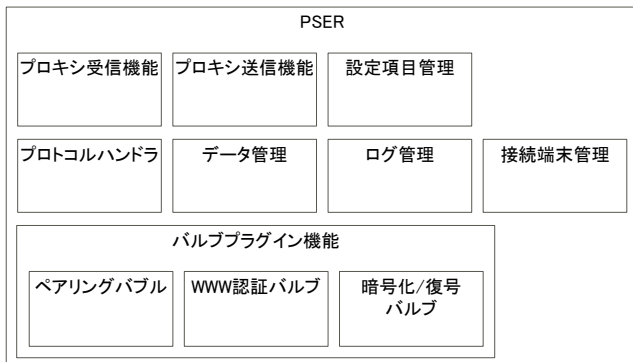 PSER
プロキシ受信機能 プロキシ送信機能 設定項目管理
プロトコルハンドラ データ管理 ログ管理 接続端末管理
バルブプラグイン機能
ペアリングバブル WWW認証バルブ 暗号化/復号
バルブ